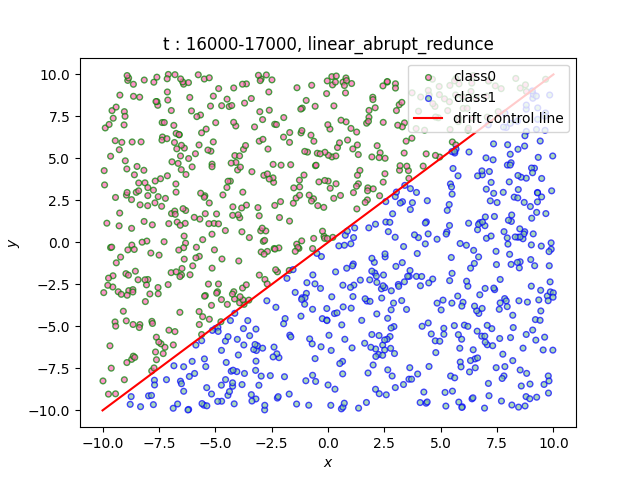 t : 16000-17000, linear_abrupt_redunce
class0
class1
drift control line
y
10.0
7.5
5.0
2.5
0.0
−2.5
−5.0
−7.5
−10.0
−10.0 −7.5 −5.0 −2.5 0.0 2.5 5.0 7.5 10.0
x